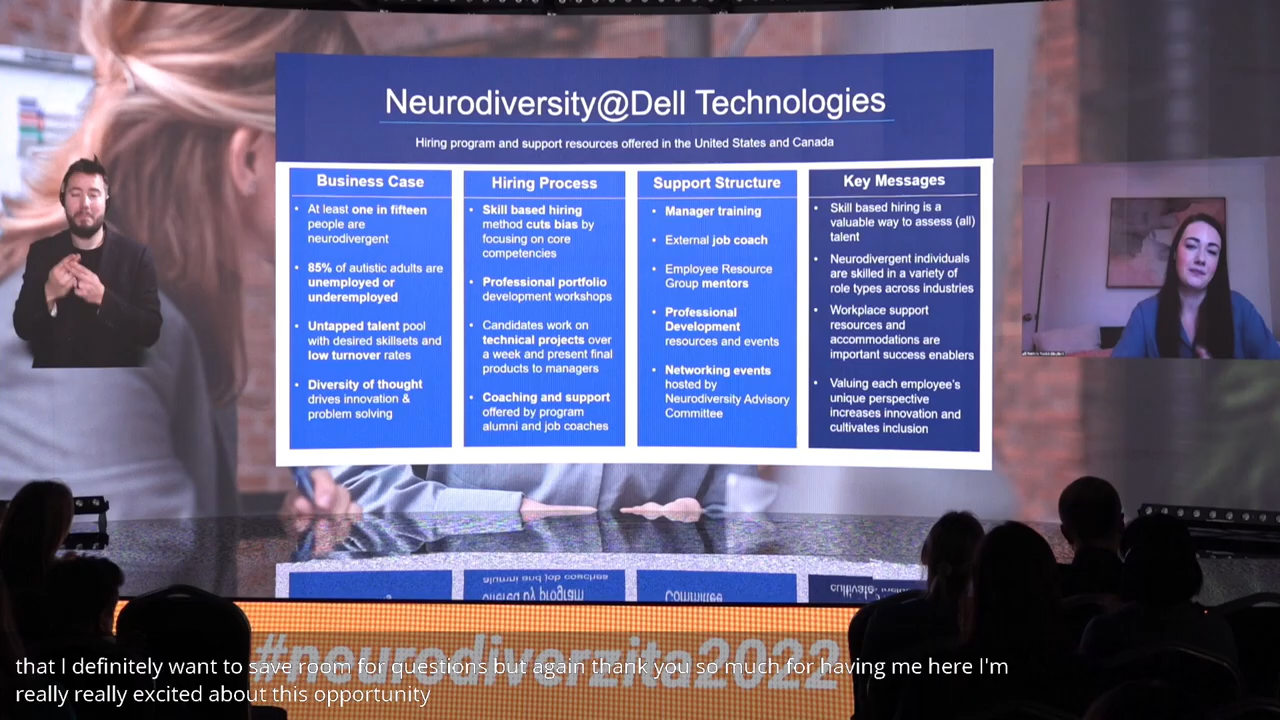 Neurodiversity@Dell Technologies
Hiring program and support resources offered in the United States and Canada
Business Case
• At least one in fifteen
people are
neurodivergent
• 85% of autistic adults are
unemployed or
underemployed
• Untapped talent pool
with desired skillsets and
low turnover rates
• Diversity of thought
drives innovation &
problem solving
Hiring Process
• Skill based hiring
method cuts bias by
focusing on core
competencies
• Professional portfolio
development workshops
• Candidates work on
technical projects over
a week and present final
products to managers
• Coaching and support
offered by program
alumni and job coaches
Support Structure
• Manager training
• External job coach
• Employee Resource
Group mentors
• Professional
Development
resources and events
• Networking events
hosted by
Neurodiversity Advisory
Committee
Key Messages
• Skill based hiring is a
valuable way to assess (all)
talent
• Neurodivergent individuals
are skilled in a variety of
role types across industries
• Workplace support
resources and
accommodations are
important success enablers
• Valuing each employee's
unique perspective
increases innovation and
cultivates inclusion
#neurodiverzita2022
that I definitely want to save room for questions but again thank you so much for having me here I'm
really really excited about this opportunity